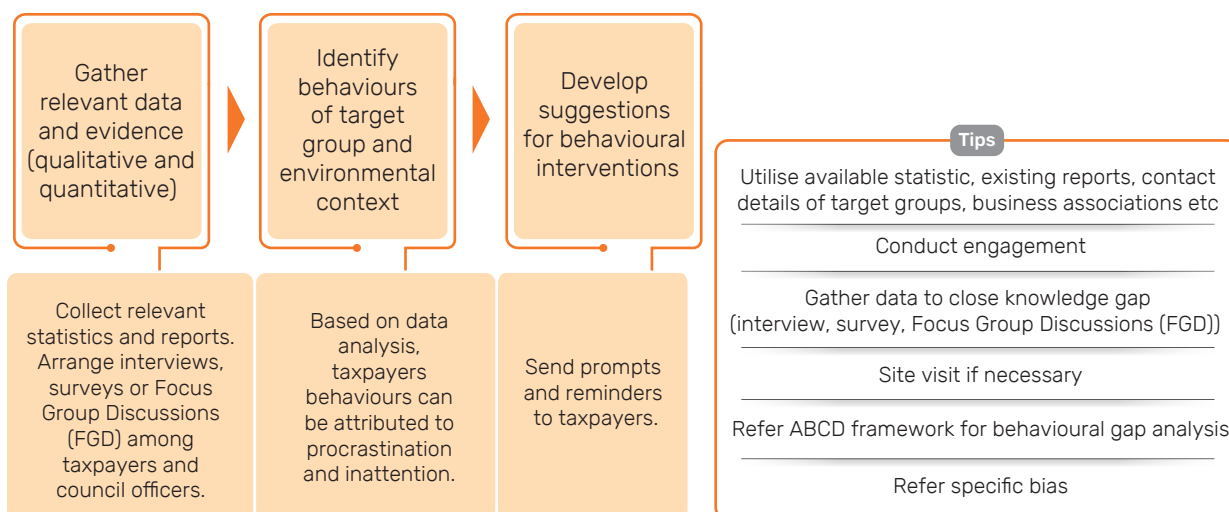 Gather
relevant data
and evidence
(qualitative and
quantitative)
Identify
behaviours
of target
group and
environmental
context
Develop
suggestions
for behavioural
interventions
Collect relevant
statistics and reports.
Arrange interviews,
surveys or Focus
Group Discussions
(FGD) among
taxpayers and
council officers.
Based on data
analysis,
taxpayers
behaviours can
be attributed to
procrastination
and inattention.
Send prompts
and reminders
to taxpayers.
Tips
Utilise available statistic, existing reports, contact
details of target groups, business associations etc
Conduct engagement
Gather data to close knowledge gap
(interview, survey, Focus Group Discussions (FGD))
Site visit if necessary
Refer ABCD framework for behavioural gap analysis
Refer specific bias